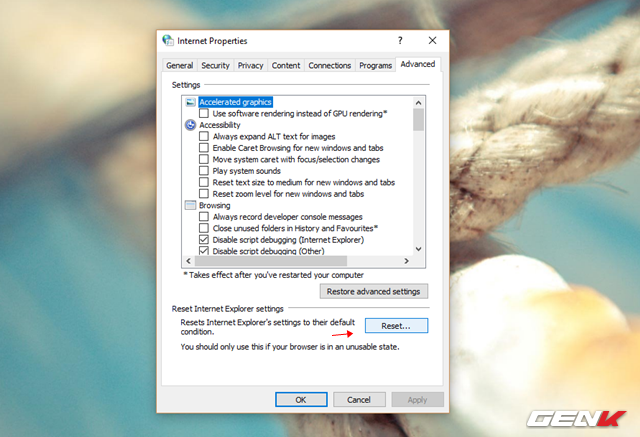 Internet Properties
General Security Privacy Content Connections Programs Advanced
Settings
Accelerated graphics
Use software rendering instead of GPU rendering*
Accessibility
Always expand ALT text for images
Enable Caret Browsing for new windows and tabs
Move system caret with focus/selection changes
Play system sounds
Reset text size to medium for new windows and tabs
Reset zoom level for new windows and tabs
Browsing
Always record developer console messages
Close unused folders in History and Favourites*
Disable script debugging (Internet Explorer)
Disable script debugging (Other)
*Takes effect after you've restarted your computer
Restore advanced settings
Reset Internet Explorer settings
Resets Internet Explorer's settings to their default
condition.
Reset...
You should only use this if your browser is in an unusable state.
OK Cancel Apply
GENK